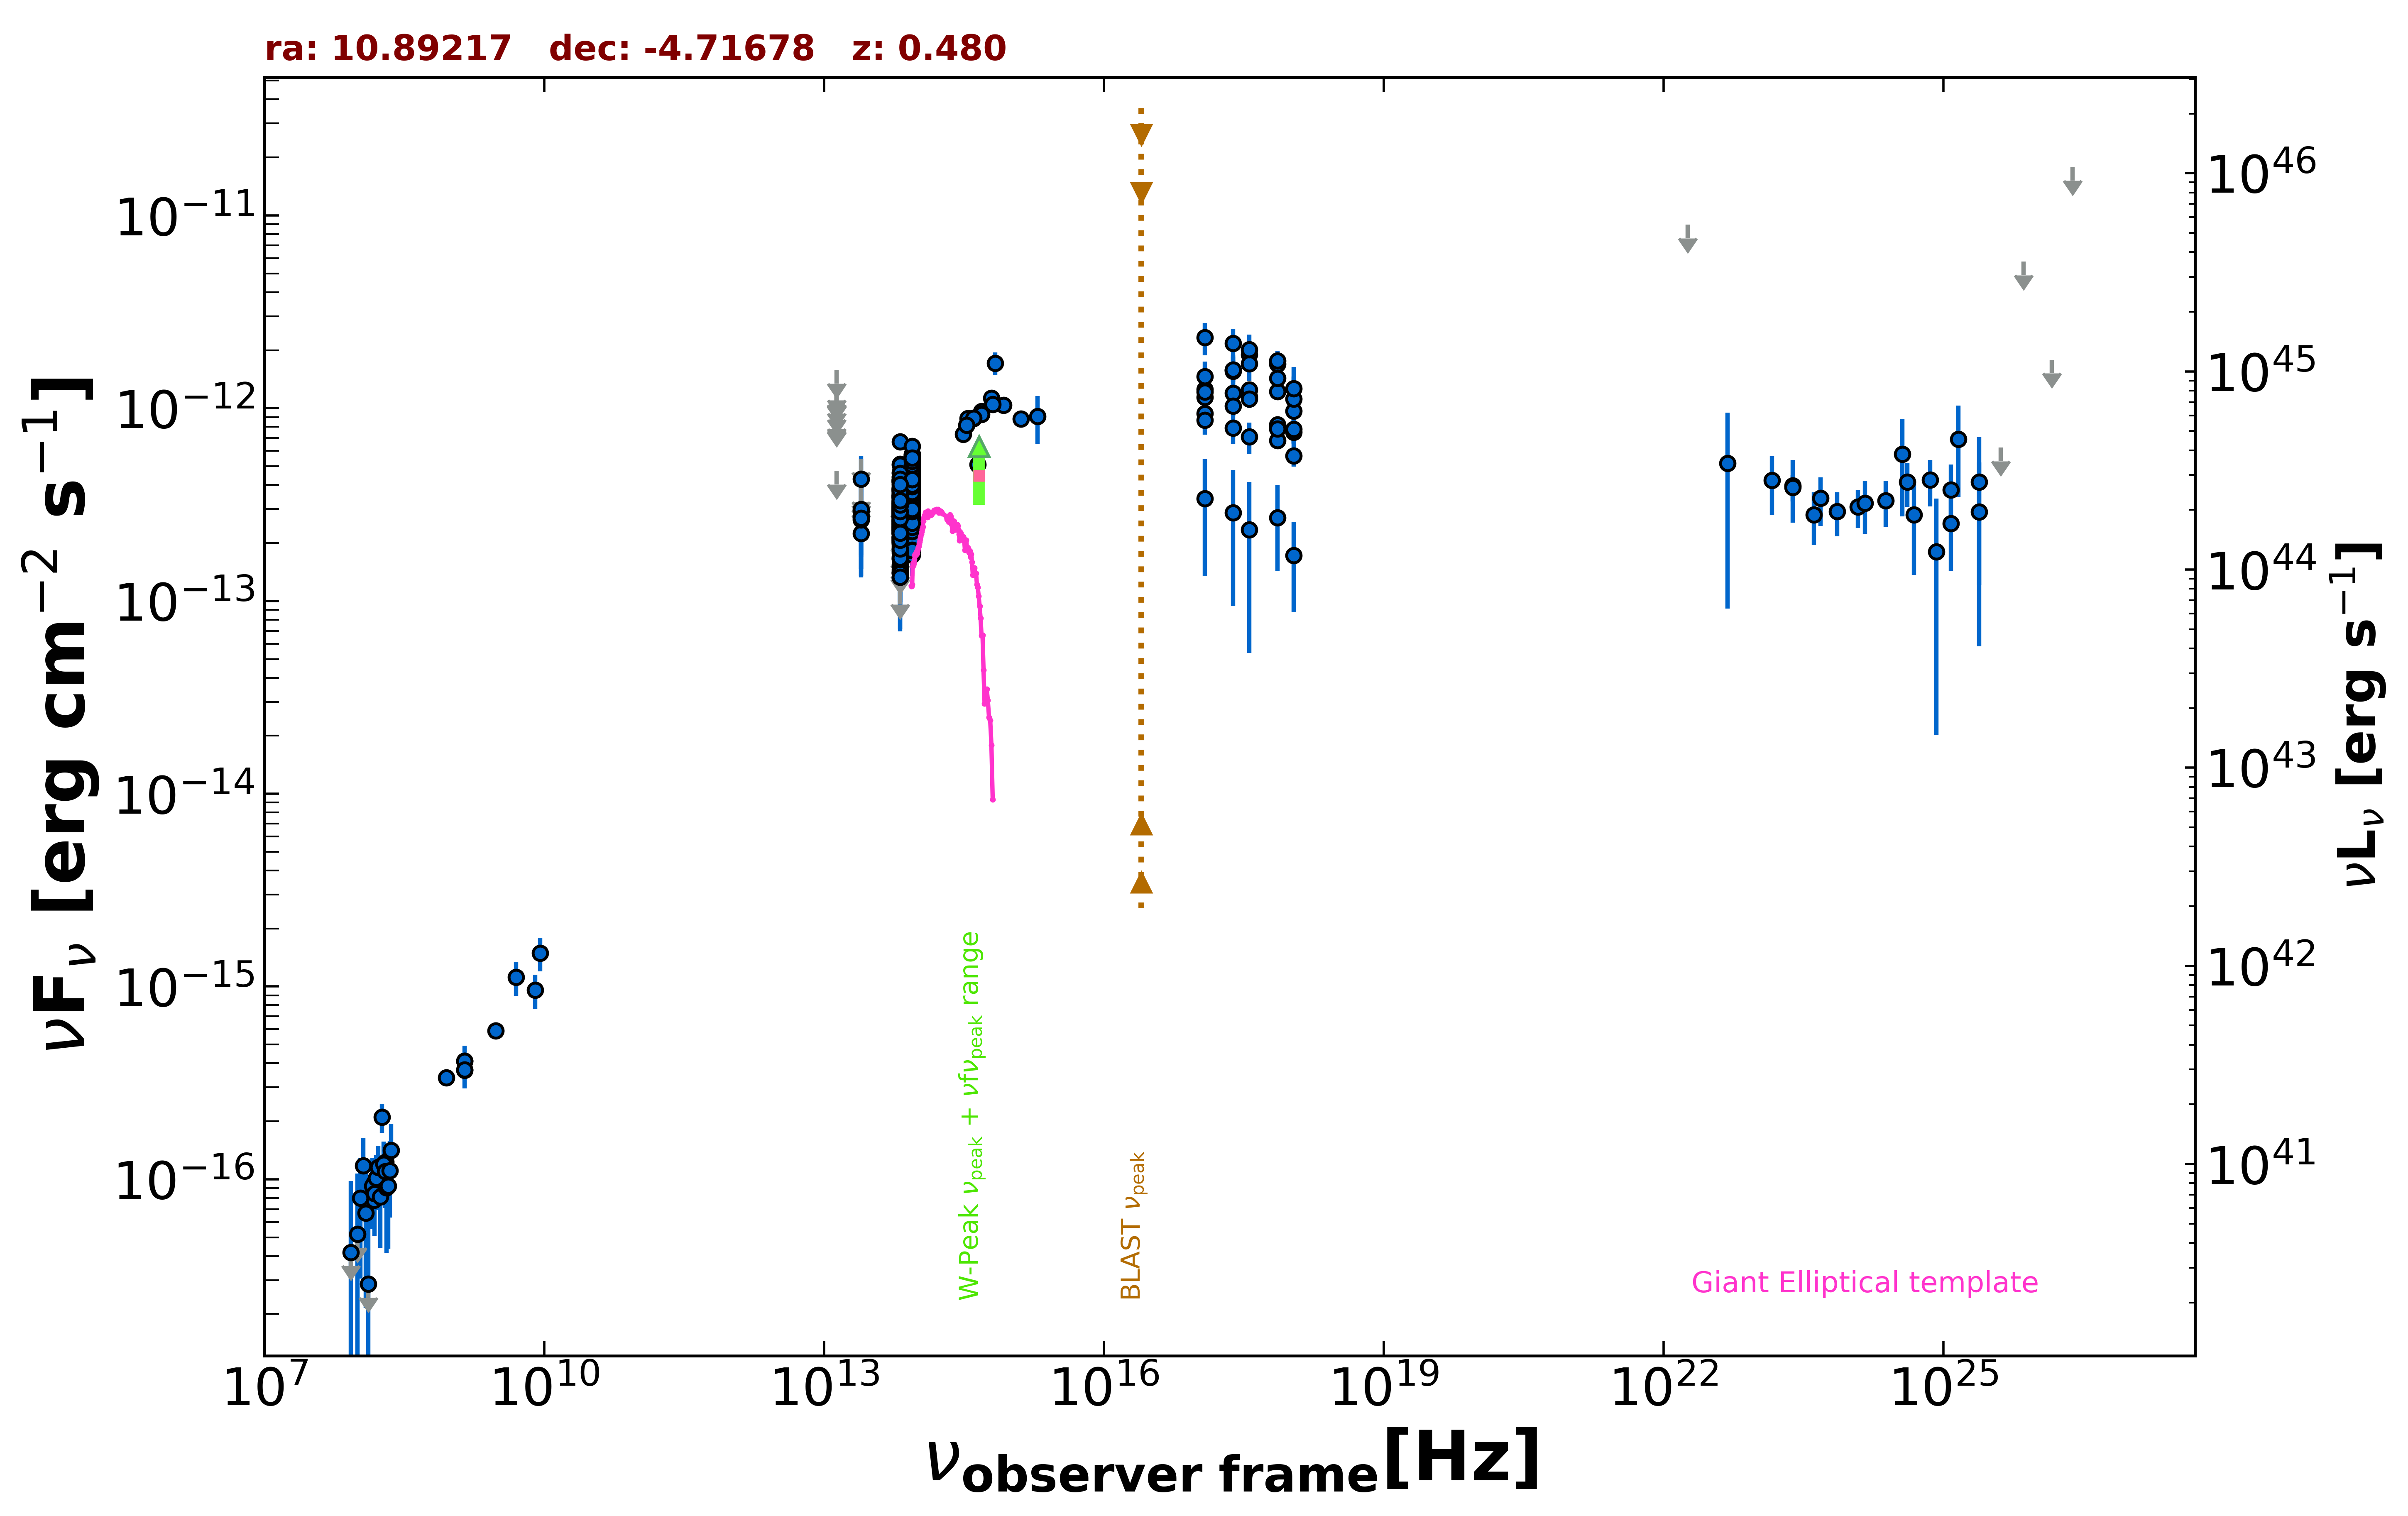 ra: 10.89217 dec: -4.71678 z: 0.480
νFν [erg cm−2 s−1]
10−11
10−12
10−13
10−14
10−15
10−16
νLν [erg s−1]
1046
1045
1044
1043
1042
1041
W-Peak νpeak + νfνpeak range
BLAST νpeak
Giant Elliptical template
107 1010 1013 1016 1019 1022 1025
νobserver frame[Hz]